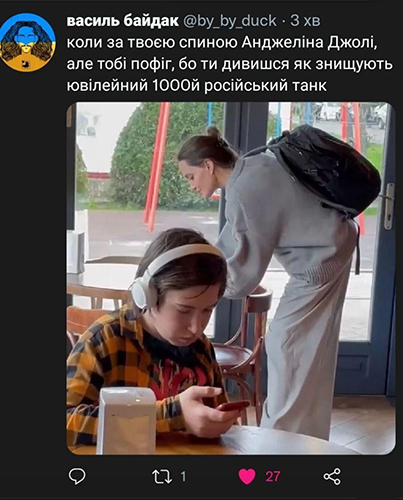 василь байдак @by_by_duck · 3 хв
коли за твоєю спиною Анджеліна Джолі,
але тобі пофіг, бо ти дивишся як знищують
ювілейний 1000й російський танк
1
27